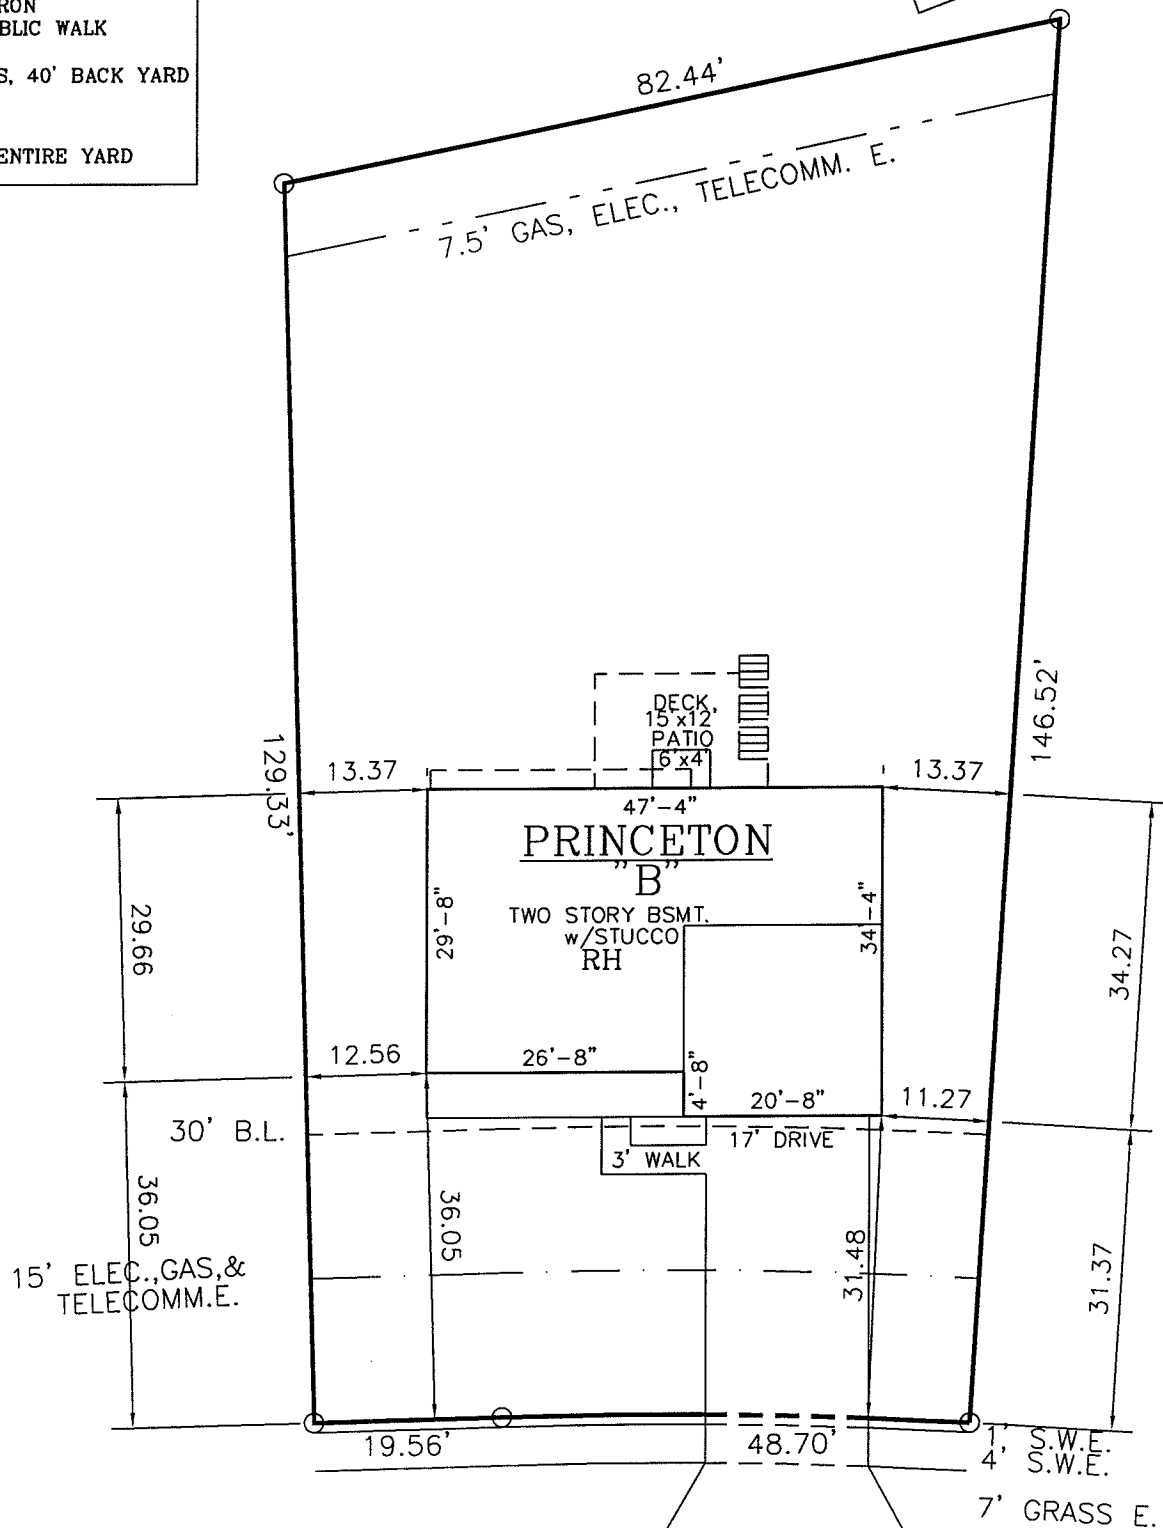 RON
BLIC WALK
S, 40' BACK YARD
ENTIRE YARD
82.44'
7.5' GAS, ELEC., TELECOMM. E.
129.33'
146.52'
DECK,
15'x12'
PATIO
6'x4'
13.37
13.37
47'-4"
PRINCETON
"B"
TWO STORY BSMT.
w/STUCCO
RH
29'-8"
34'-4"
29.66
34.27
12.56
26'-8"
4'-8"
20'-8"
11.27
30' B.L.
17' DRIVE
3' WALK
36.05
36.05
31.48
31.37
15' ELEC.,GAS,&
TELECOMM.E.
19.56'
48.70'
1' S.W.E.
4' S.W.E.
7' GRASS E.